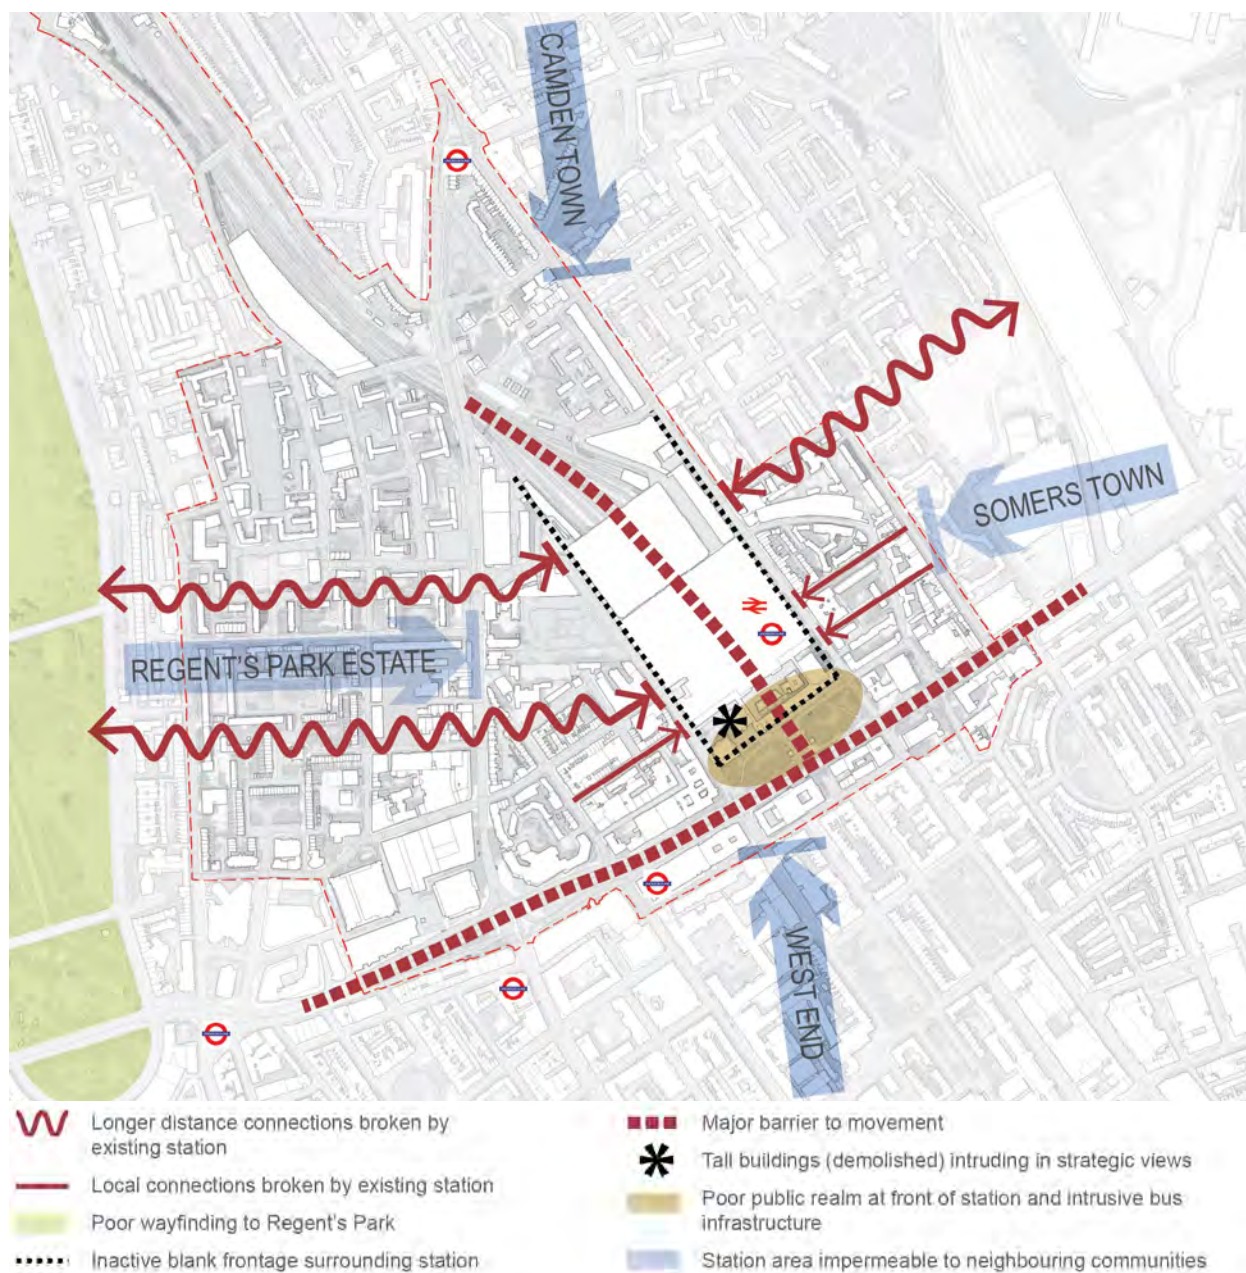 CAMDEN TOWN
SOMERS TOWN
REGENT'S PARK ESTATE
WEST END
Longer distance connections broken by
existing station
Local connections broken by existing station
Poor wayfinding to Regent's Park
Inactive blank frontage surrounding station
Major barrier to movement
Tall buildings (demolished) intruding in strategic views
Poor public realm at front of station and intrusive bus
infrastructure
Station area impermeable to neighbouring communities